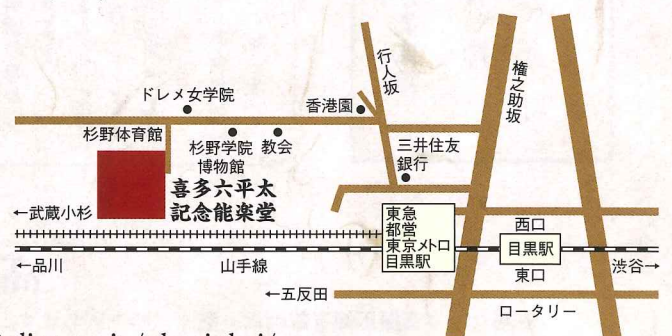 行人坂
権之助坂
ドレメ女学院
香港園
杉野体育館
杉野学院
博物館
教会
三井住友
銀行
喜多六平太
記念能楽堂
←武蔵小杉
東急
都営
東京メトロ
目黒駅
西口
目黒駅
←品川
山手線
東口
渋谷→
←五反田
ロータリー